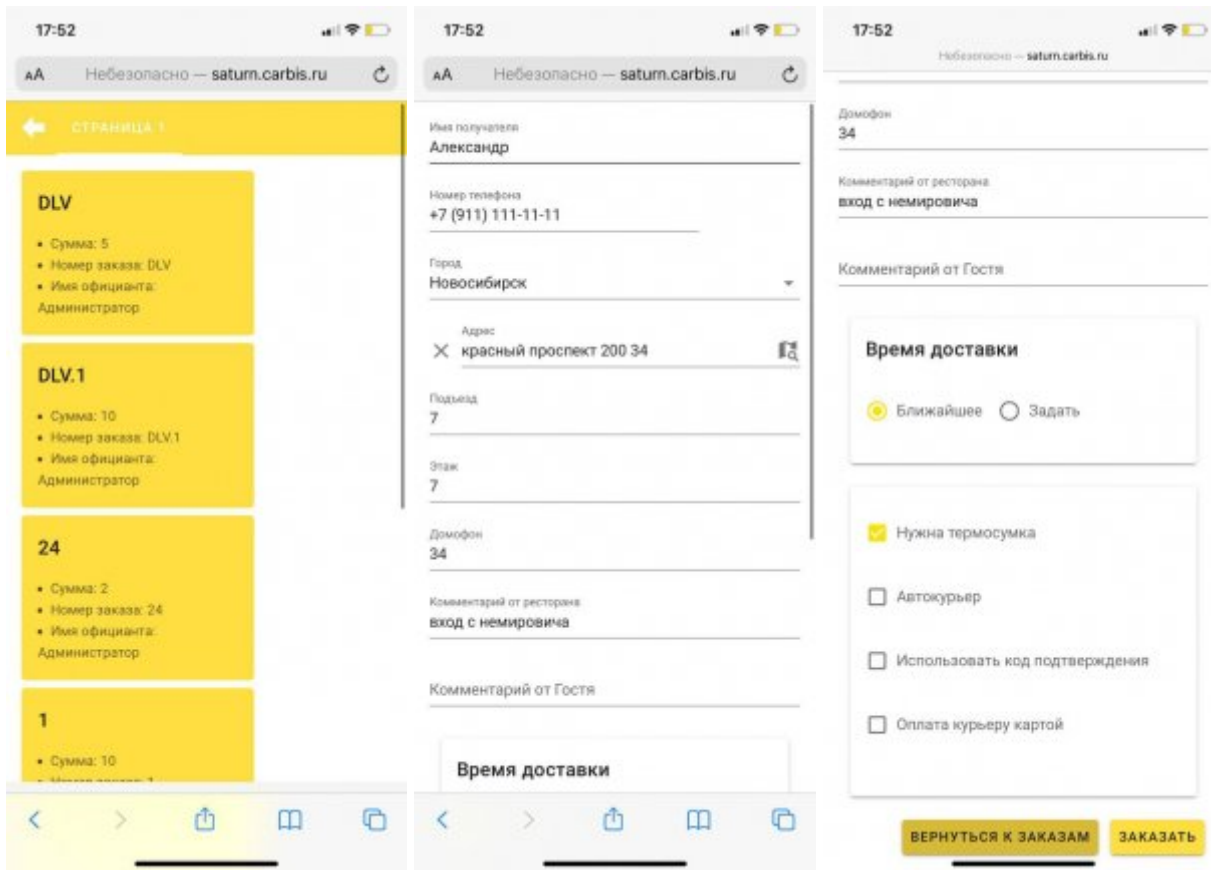 17:52
AA Небезопасно — saturn.carbis.ru
СТРАНИЦА 1
DLV
• Сумма: 5
• Номер заказа: DLV
• Имя официанта:
Администратор
DLV.1
• Сумма: 10
• Номер заказа: DLV.1
• Имя официанта:
Администратор
24
• Сумма: 2
• Номер заказа: 24
• Имя официанта:
Администратор
1
• Сумма: 10
• Номер заказа: 1
17:52
AA Небезопасно — saturn.carbis.ru
Имя получателя
Александр
Номер телефона
+7 (911) 111-11-11
Город
Новосибирск
Адрес
красный проспект 200 34
Подъезд
7
Этаж
7
Домофон
34
Комментарий от ресторана
вход с немировича
Комментарий от Гостя
Время доставки
17:52
Небезопасно — saturn.carbis.ru
Домофон
34
Комментарий от ресторана
вход с немировича
Комментарий от Гостя
Время доставки
Ближайшее Задать
Нужна термосумка
Автокурьер
Использовать код подтверждения
Оплата курьеру картой
ВЕРНУТЬСЯ К ЗАКАЗАМ ЗАКАЗАТЬ